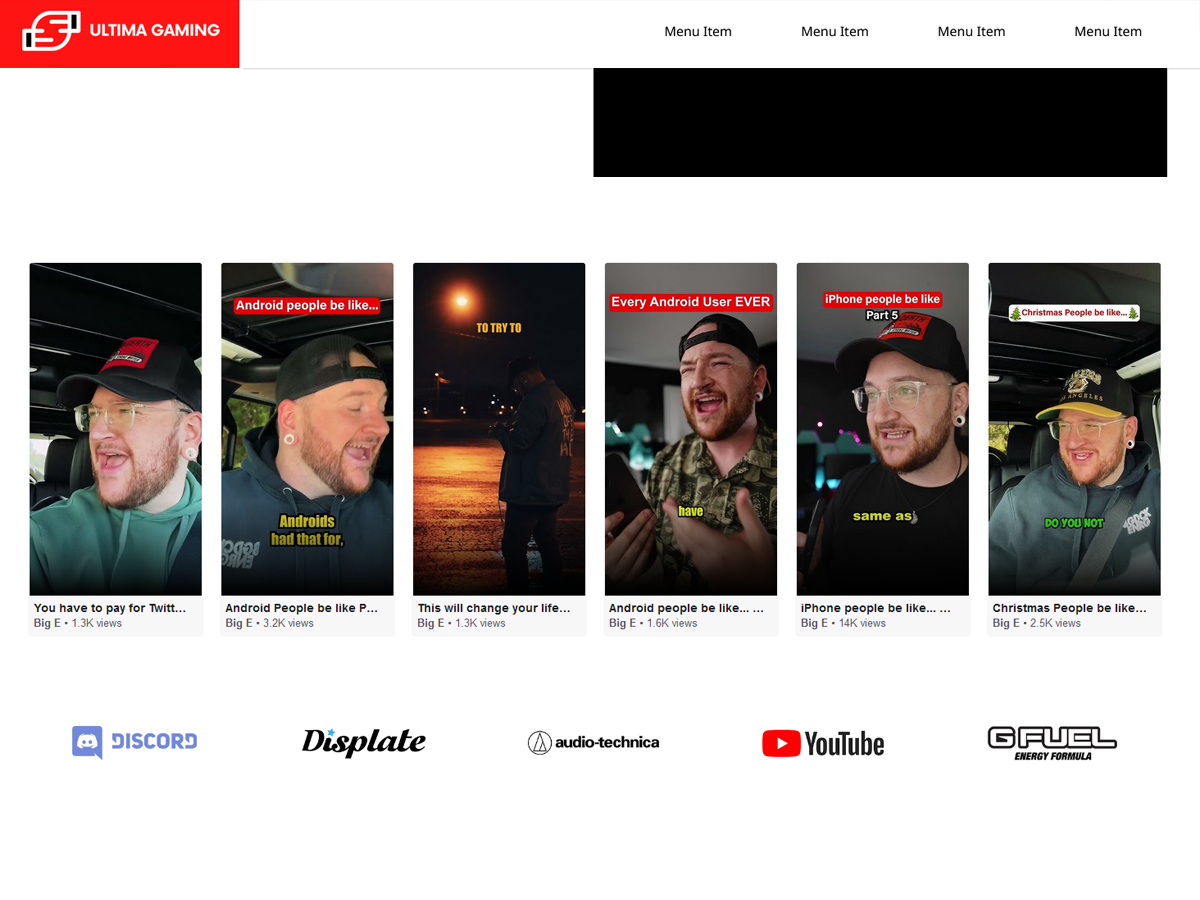 ULTIMA GAMING
Menu Item
Menu Item
Menu Item
Menu Item
Android people be like...
Androids
had that for,
TO TRY TO
Every Android User EVER
have
iPhone people be like
Part 5
same as
Christmas People be like...
DO YOU NOT
You have to pay for Twitt...
Big E • 1.3K views
Android People be like P...
Big E • 3.2K views
This will change your life...
Big E • 1.3K views
Android people be like... ...
Big E • 1.6K views
iPhone people be like... ...
Big E • 14K views
Christmas People be like...
Big E • 2.5K views
DISCORD
Displate
audio-technica
YouTube
G FUEL
ENERGY FORMULA